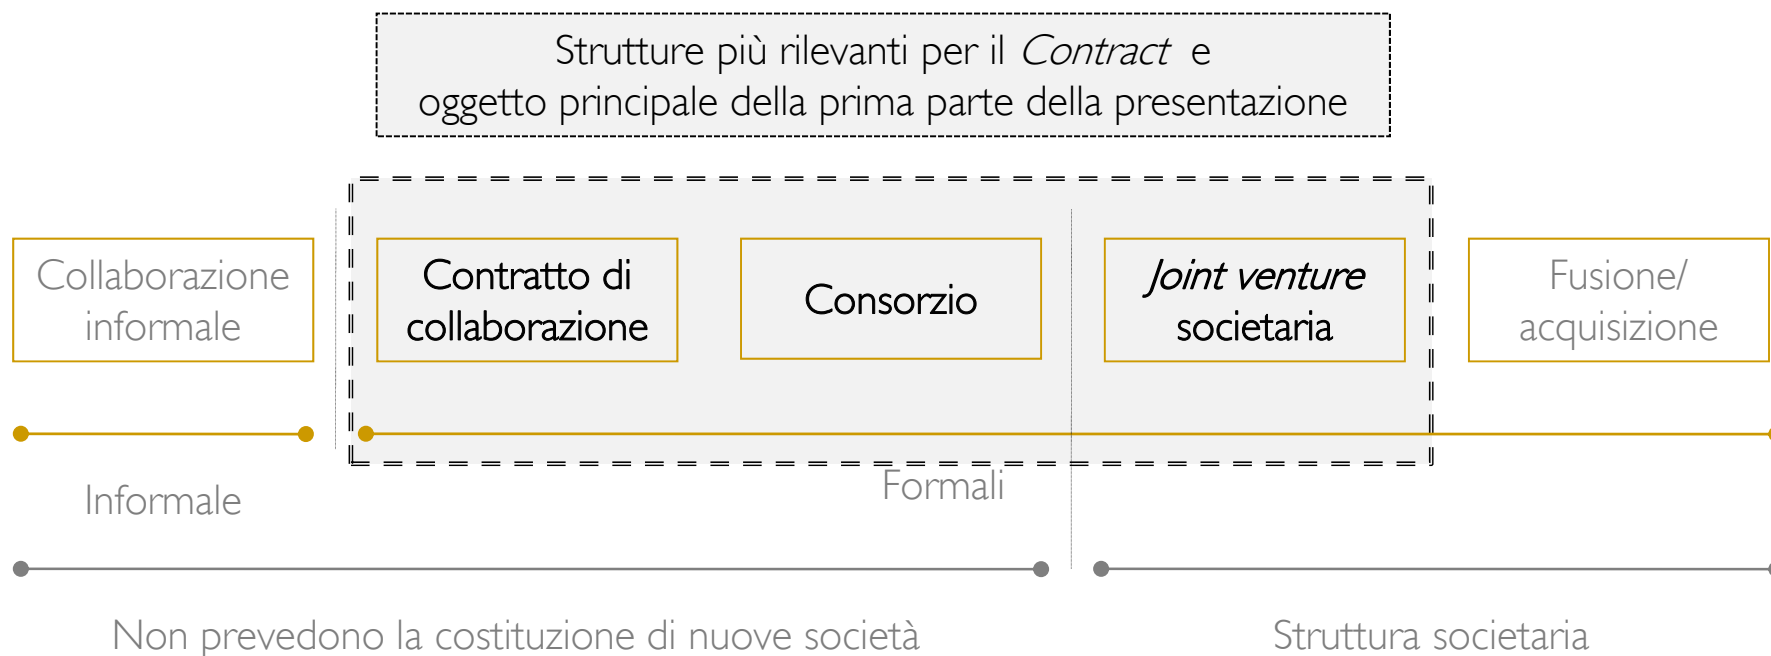 Strutture più rilevanti per il Contract e
oggetto principale della prima parte della presentazione
Collaborazione
informale
Contratto di
collaborazione
Consorzio
Joint venture
societaria
Fusione/
acquisizione
Informale
Formali
Non prevedono la costituzione di nuove società
Struttura societaria